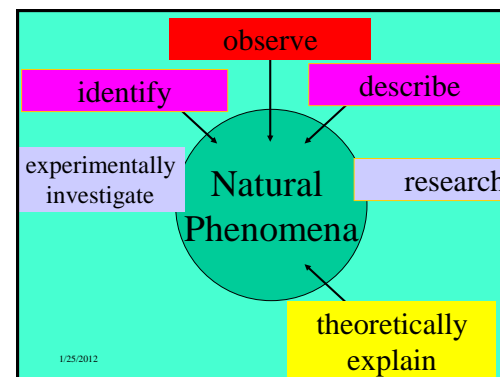 observe
identify
describe
experimentally
investigate
Natural
Phenomena
research
theoretically
explain
1/25/2012